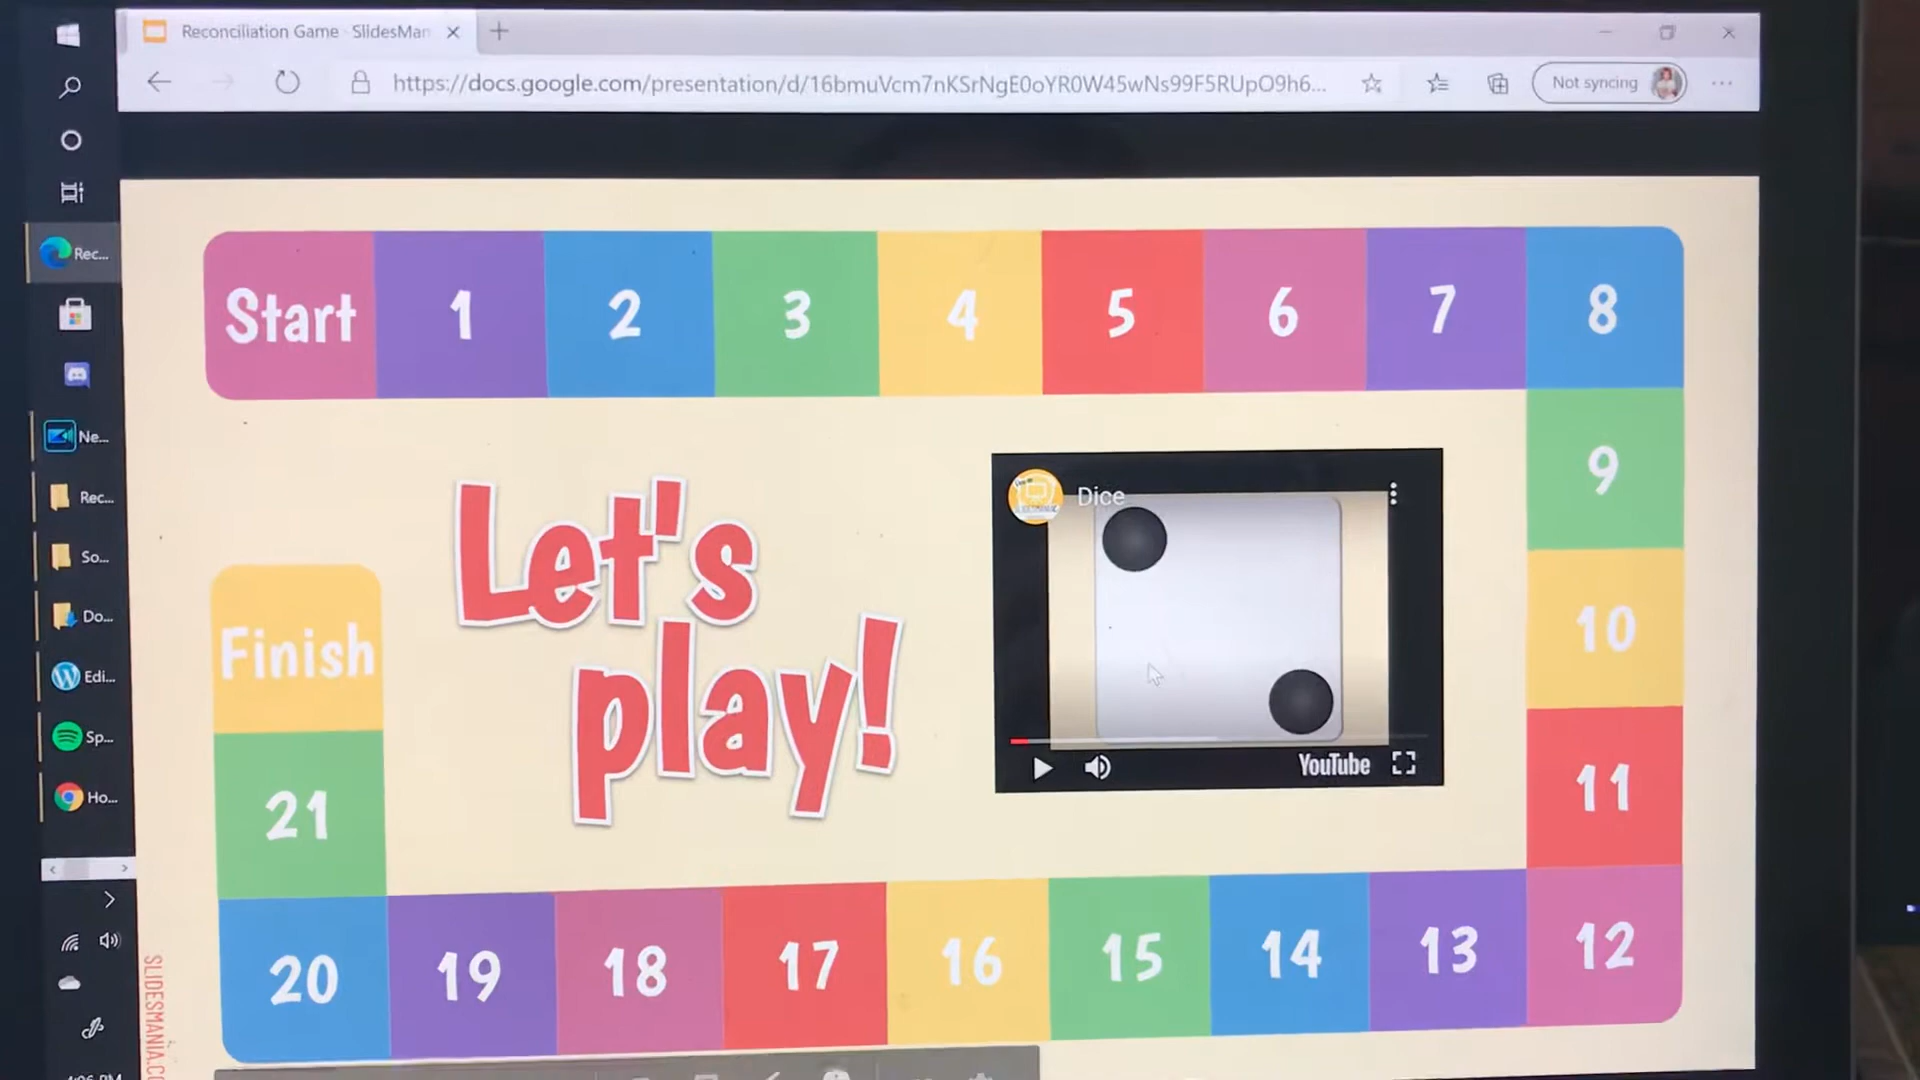 Reconciliation Game - SlidesMan
https://docs.google.com/presentation/d/16bmuVcm7nKSrNgE0oYR0W45wNs99F5RUpO9h6...
Not syncing
Rec...
Ne...
Rec...
So...
Do...
Edi...
Sp...
Ho...
Start 1 2 3 4 5 6 7 8
9
10
11
12
13
14
15
16
17
18
19
20
21
Finish
Let's
play!
Dice
YouTube
SLIDESMANIA.CO